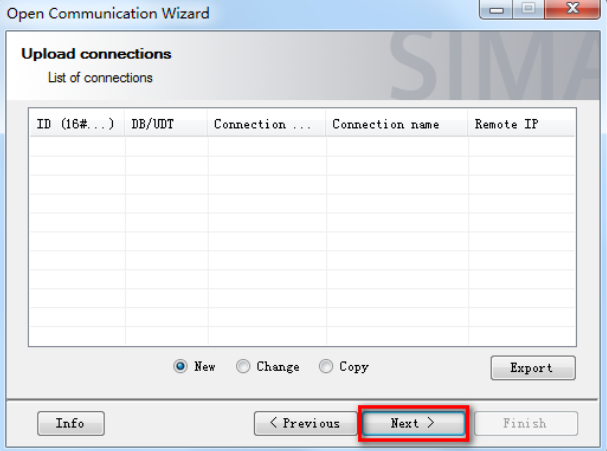 Open Communication Wizard
Upload connections
List of connections
SIMA
ID (16#...) DB/UDT Connection ... Connection name Remote IP
New Change Copy Export
Info < Previous Next > Finish